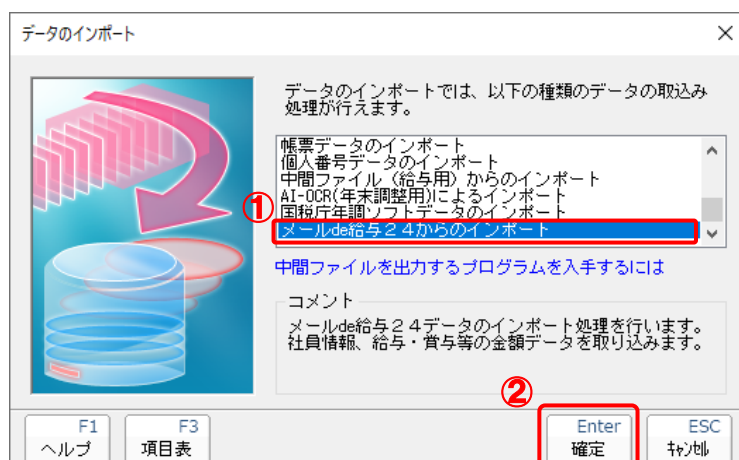 データのインポート
データのインポートでは、以下の種類のデータの取込み
処理が行えます。
帳票データのインポート
個人番号データのインポート
中間ファイル（給与用）からのインポート
AI-OCR(年末調整用)によるインポート
国税庁年調ソフトデータのインポート
①
メールde給与２４からのインポート
中間ファイルを出力するプログラムを入手するには
コメント
メールde給与２４データのインポート処理を行います。
社員情報、給与・賞与等の金額データを取り込みます。
②
F1
ヘルプ
F3
項目表
Enter
確定
ESC
ｷｬﾝｾﾙ